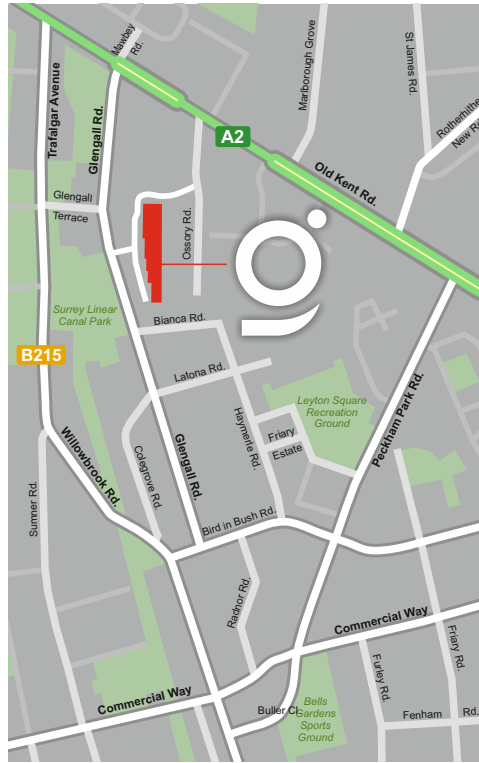 Mawbey
Rd.
Marlborough Grove
St James Rd.
Trafalgar Avenue
Glengall Rd.
Rotherhithe
New Rd.
A2
Old Kent Rd.
Glengall
Terrace
Ossory Rd.
Surrey Linear
Canal Park
Bianca Rd.
B215
Latona Rd.
Leyton Square
Recreation
Ground
Peckham Park Rd.
Haymerle Rd.
Friary
Estate
Willowbrook Rd.
Colegrove Rd.
Glengall Rd.
Sumner Rd.
Bird in Bush Rd.
Radnor Rd.
Commercial Way
Friary Rd.
Furley Rd.
Commercial Way
Buller Cl.
Bells
Gardens
Sports
Ground
Fenham Rd.